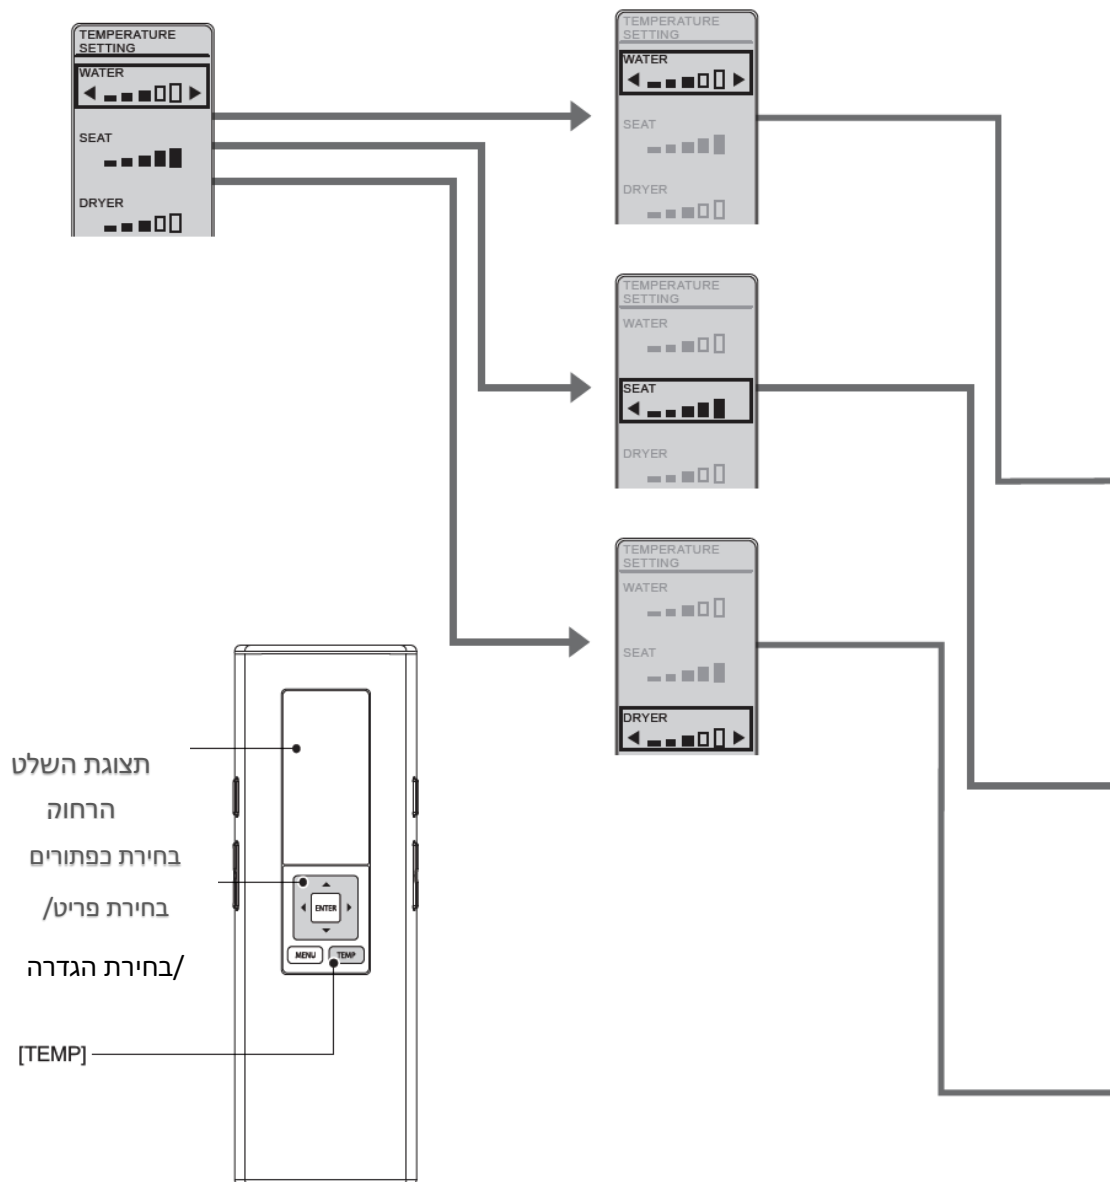 TEMPERATURE
SETTING
WATER
SEAT
DRYER
TEMPERATURE
SETTING
WATER
SEAT
DRYER
TEMPERATURE
SETTING
WATER
SEAT
DRYER
TEMPERATURE
SETTING
WATER
SEAT
DRYER
תצוגת השלט
הרחוק
בחירת כפתורים
בחירת פריט/
/בחירת הגדרה
[TEMP]
ENTER
MENU TEMP